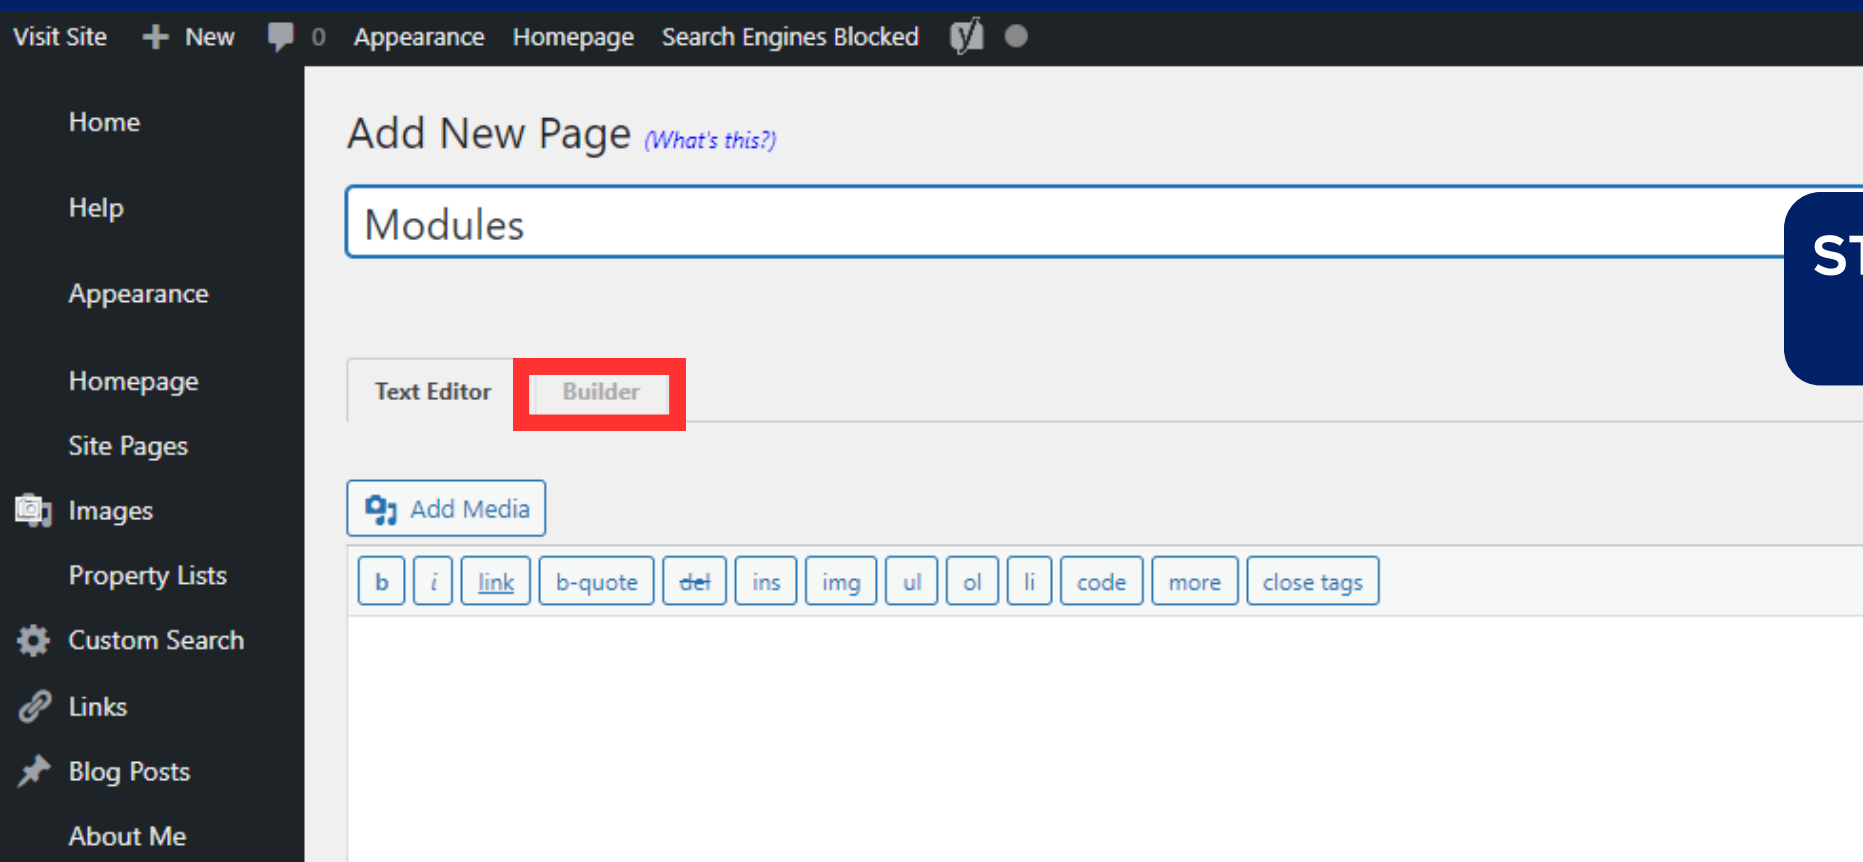 Visit Site New 0 Appearance Homepage Search Engines Blocked
Home
Help
Appearance
Homepage
Site Pages
Images
Property Lists
Custom Search
Links
Blog Posts
About Me
Add New Page (What's this?)
Modules
Text Editor Builder
Add Media
b i link b-quote del ins img ul ol li code more close tags